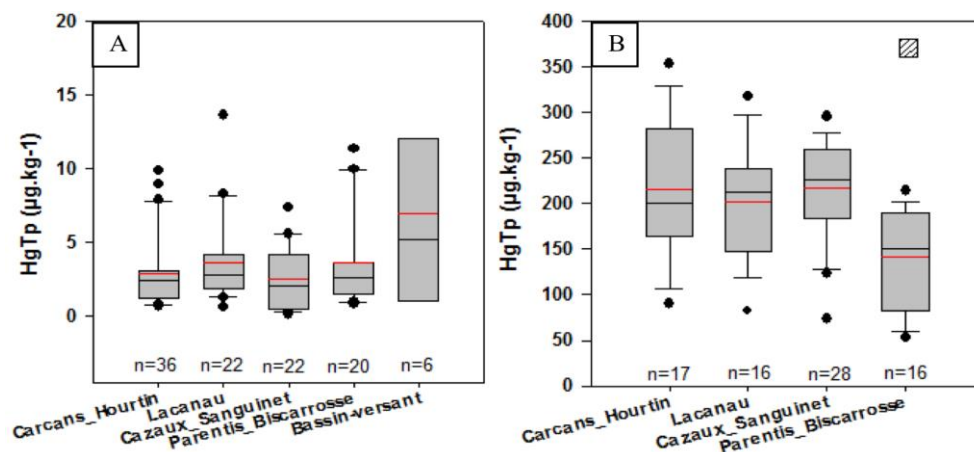 A
HgTp (µg.kg-1)
20
15
10
5
0
n=36 n=22 n=22 n=20 n=6
Carcans_Hourtin
Lacanau
Cazaux_Sanguinet
Parentis_Biscarrosse
Bassin-versant
B
HgTp (µg.kg-1)
400
350
300
250
200
150
100
50
0
n=17 n=16 n=28 n=16
Carcans_Hourtin
Lacanau
Cazaux_Sanguinet
Parentis_Biscarrosse